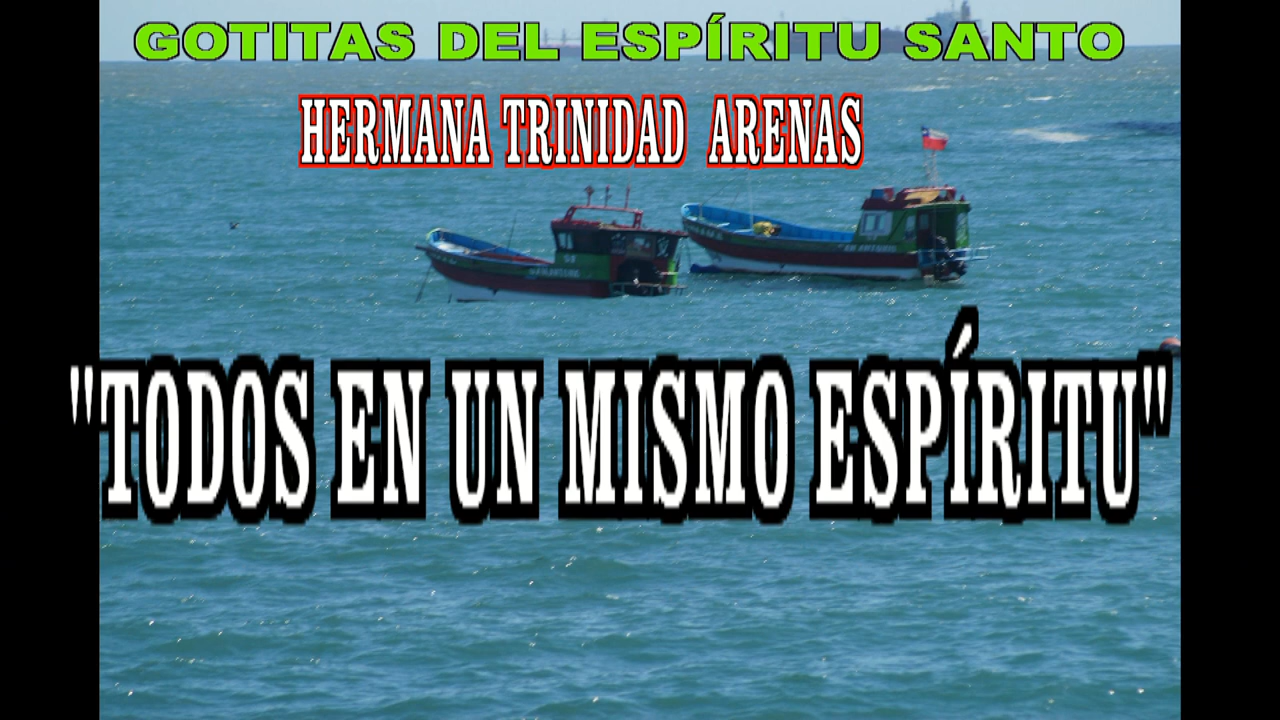 GOTITAS DEL ESPÍRITU SANTO
HERMANA TRINIDAD ARENAS
"TODOS EN UN MISMO ESPÍRITU"